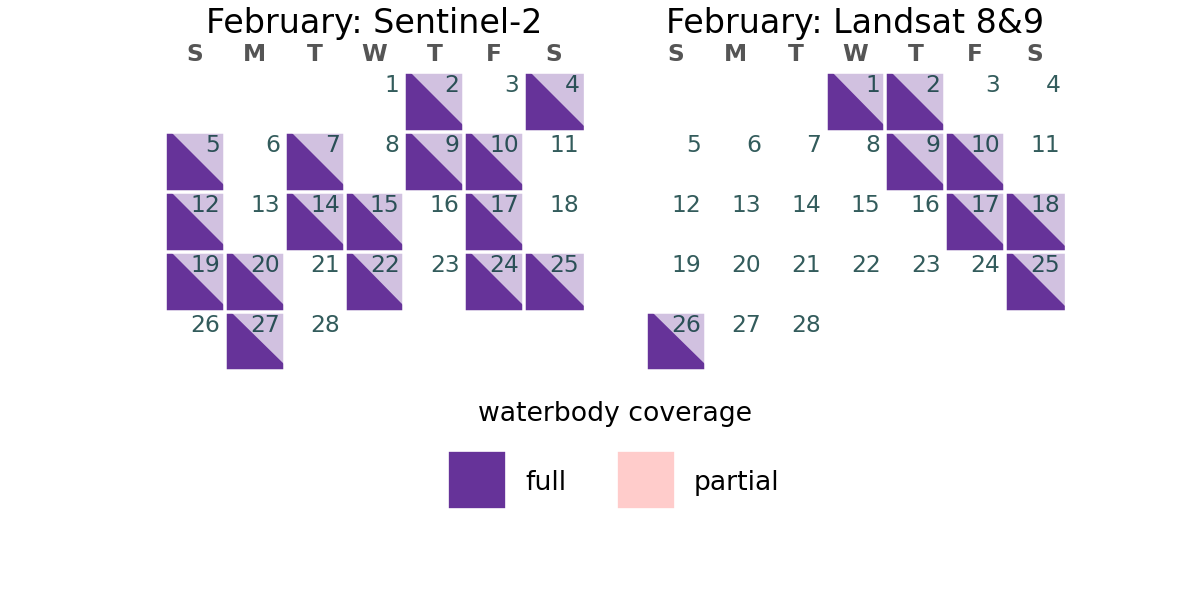 February: Sentinel-2
S M T W T F S
1 2 3 4
5 6 7 8 9 10 11
12 13 14 15 16 17 18
19 20 21 22 23 24 25
26 27 28
February: Landsat 8&9
S M T W T F S
1 2 3 4
5 6 7 8 9 10 11
12 13 14 15 16 17 18
19 20 21 22 23 24 25
26 27 28
waterbody coverage
full partial